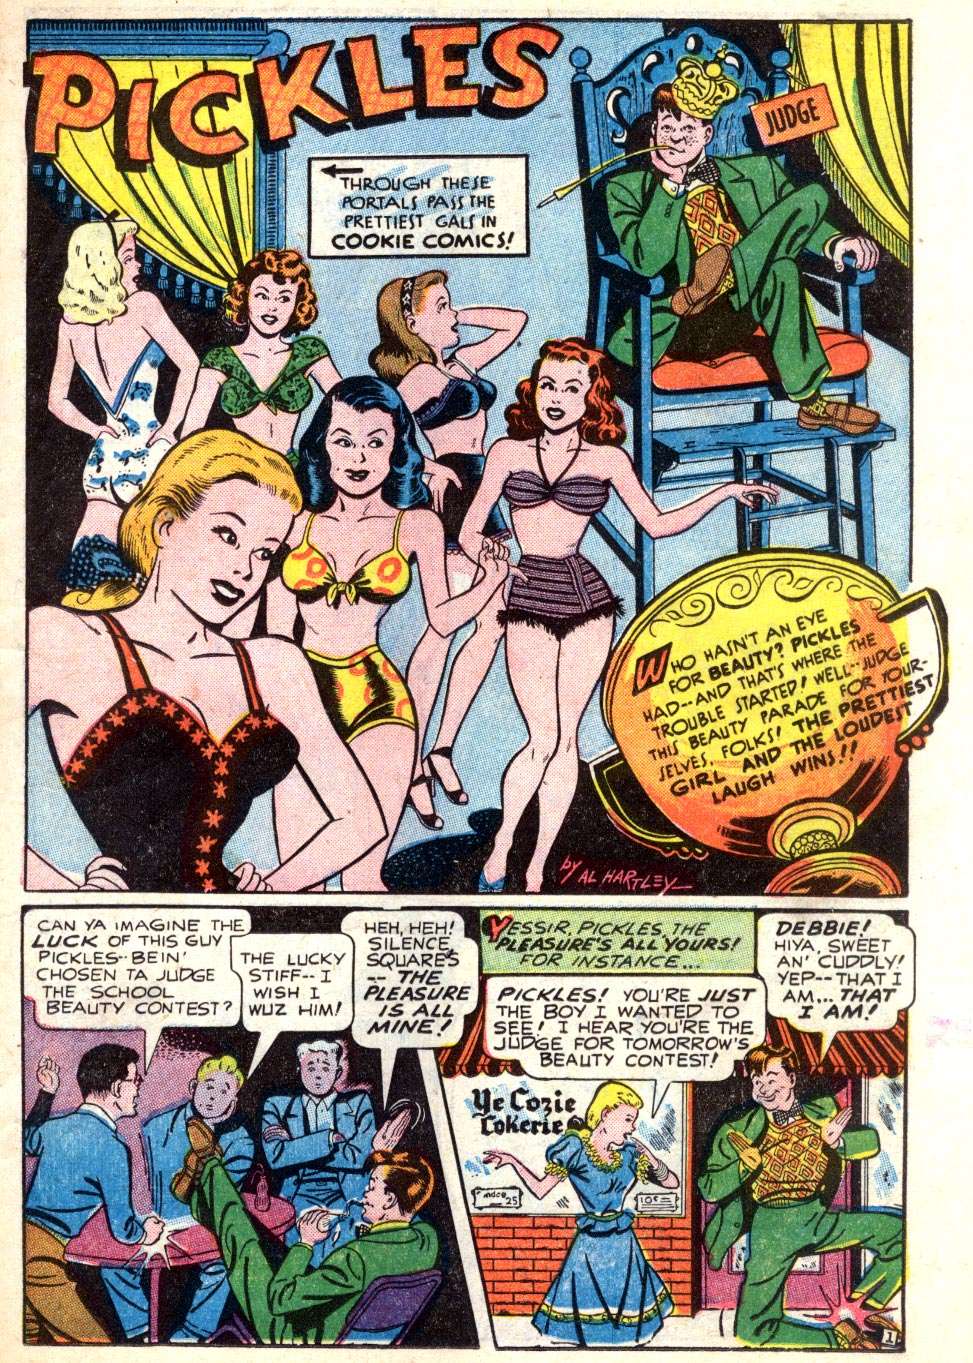 PICKLES
THROUGH THESE
PORTALS PASS THE
PRETTIEST GALS IN
COOKIE COMICS!
JUDGE
WHO HASN'T AN EYE
FOR BEAUTY? PICKLES
HAD--AND THAT'S WHERE THE
TROUBLE STARTED! WELL--JUDGE
THIS BEAUTY PARADE FOR YOUR-
SELVES, FOLKS! THE PRETTIEST
GIRL AND THE LOUDEST
LAUGH WINS!!
by AL HARTLEY
CAN YA IMAGINE THE
LUCK OF THIS GUY
PICKLES--BEIN'
CHOSEN TA JUDGE
THE SCHOOL
BEAUTY CONTEST?
THE LUCKY
STIFF--I
WISH I
WUZ HIM!
HEH, HEH!
SILENCE,
SQUARES
--THE
PLEASURE
IS ALL
MINE!
YESSIR, PICKLES, THE
PLEASURE'S ALL YOURS!
FOR INSTANCE...
PICKLES! YOU'RE JUST
THE BOY I WANTED TO
SEE! I HEAR YOU'RE THE
JUDGE FOR TOMORROW'S
BEAUTY CONTEST!
DEBBIE!
HIYA, SWEET
AN' CUDDLY!
YEP--THAT I
AM... THAT
I AM!
Ye Cozie
Cokerie
25
10¢
1